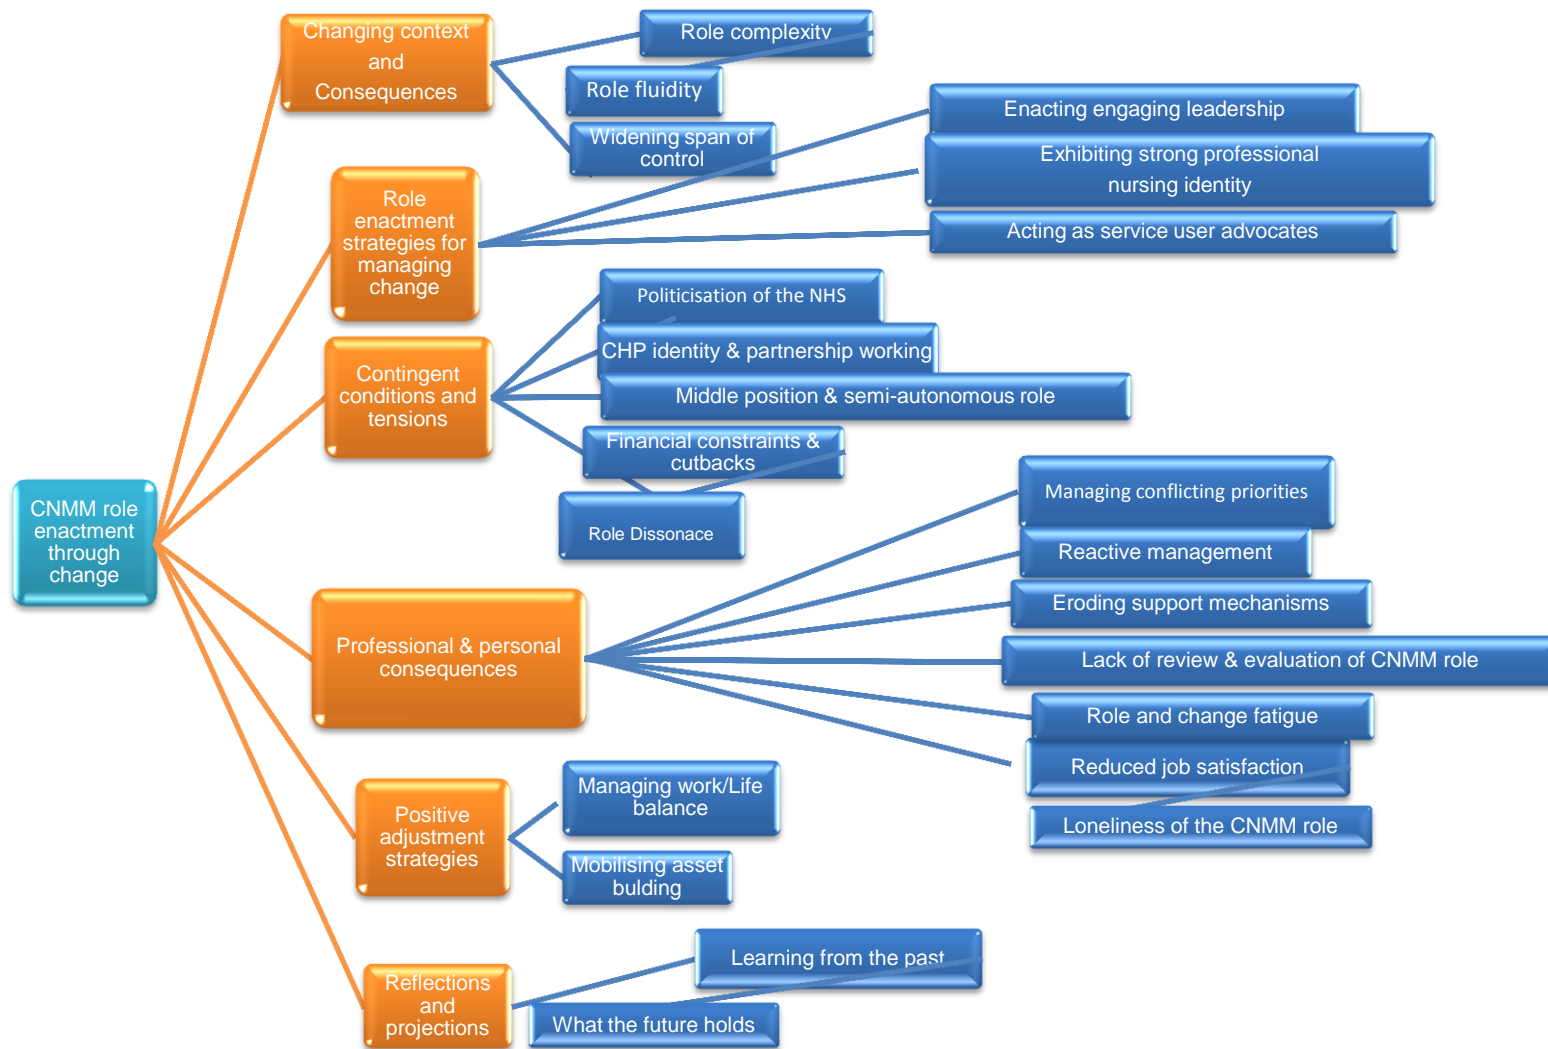 CNMM role
enactment
through
change
Changing context
and
Consequences
Role complexity
Role fluidity
Widening span of
control
Role
enactment
strategies for
managing
change
Enacting engaging leadership
Exhibiting strong professional
nursing identity
Acting as service user advocates
Contingent
conditions and
tensions
Politicisation of the NHS
CHP identity & partnership working
Middle position & semi-autonomous role
Financial constraints &
cutbacks
Role Dissonace
Professional & personal
consequences
Managing conflicting priorities
Reactive management
Eroding support mechanisms
Lack of review & evaluation of CNMM role
Role and change fatigue
Reduced job satisfaction
Loneliness of the CNMM role
Positive
adjustment
strategies
Managing work/Life
balance
Mobilising asset
bulding
Reflections
and
projections
Learning from the past
What the future holds